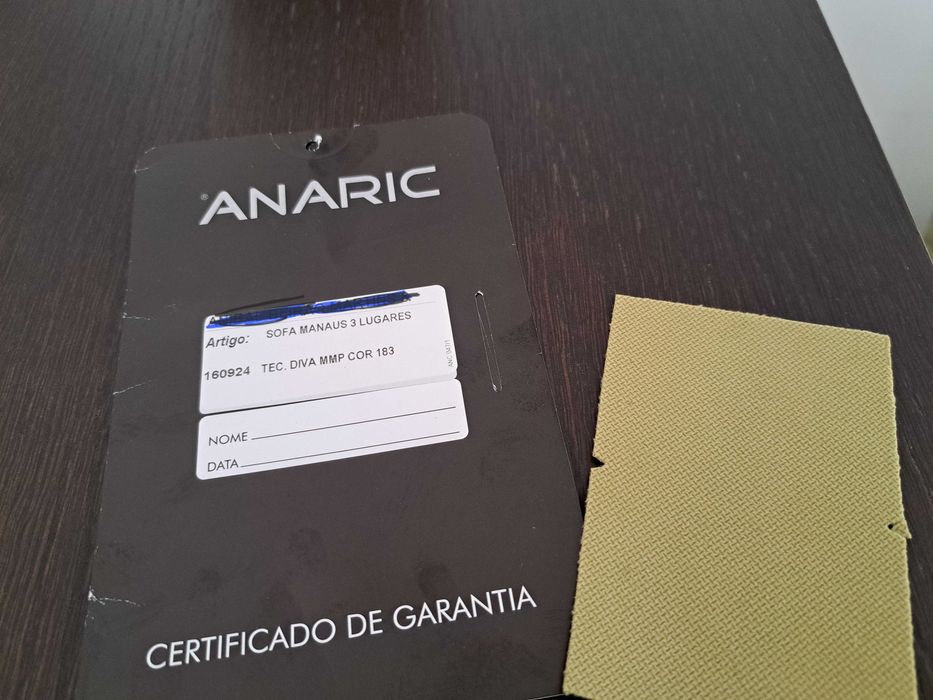 ®ANARIC
Artigo: SOFA MANAUS 3 LUGARES
160924 TEC. DIVA MMP COR 183
NOME
DATA
CERTIFICADO DE GARANTIA